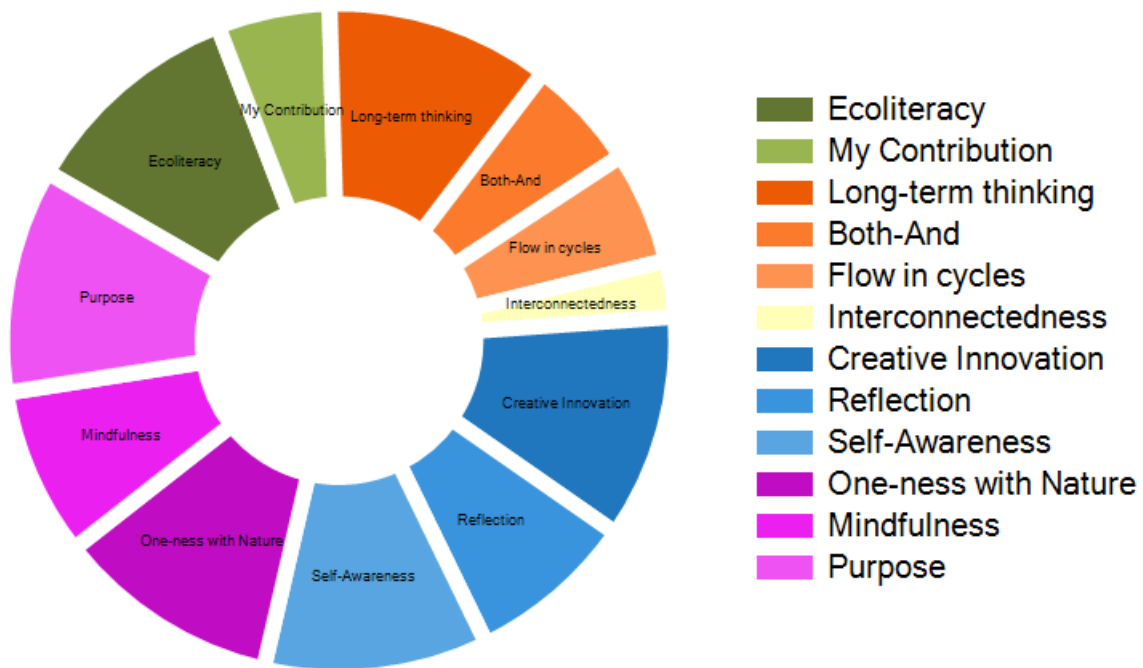 My Contribution
Long-term thinking
Ecoliteracy
Both-And
Flow in cycles
Purpose
Interconnectedness
Creative Innovation
Mindfulness
Reflection
One-ness with Nature
Self-Awareness
Ecoliteracy
My Contribution
Long-term thinking
Both-And
Flow in cycles
Interconnectedness
Creative Innovation
Reflection
Self-Awareness
One-ness with Nature
Mindfulness
Purpose